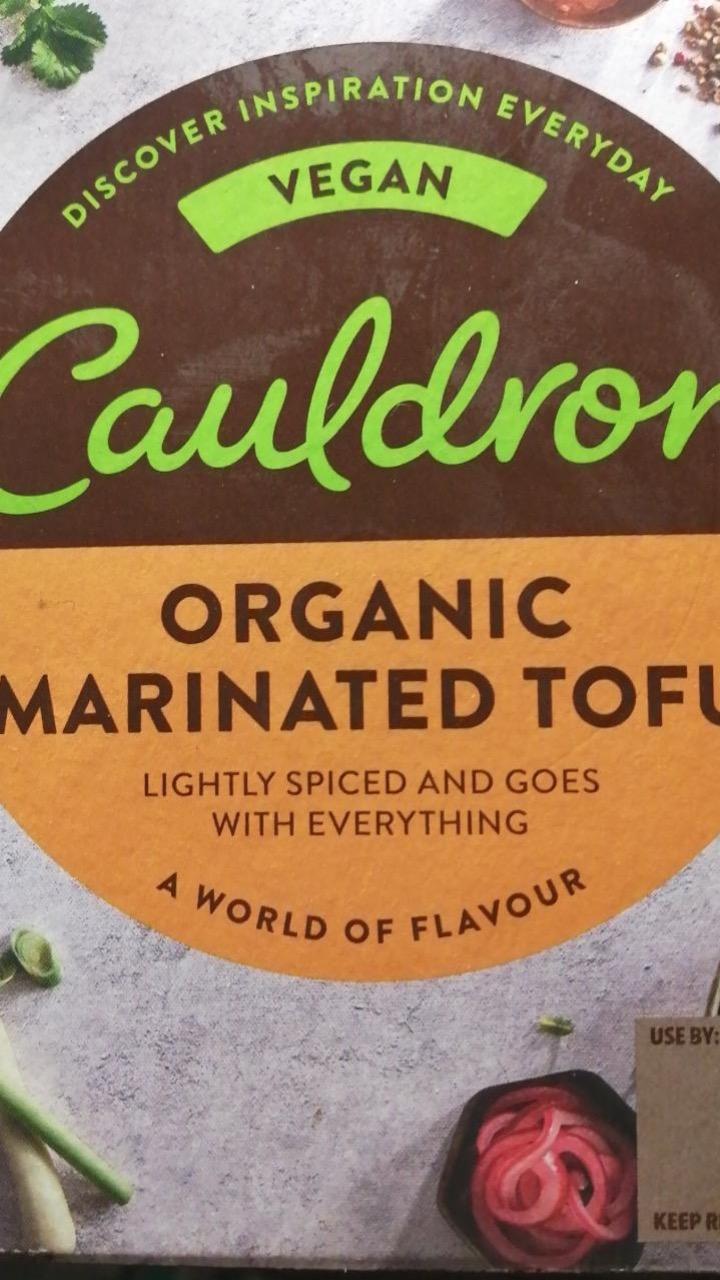 DISCOVER INSPIRATION EVERYDAY
VEGAN
Cauldron
ORGANIC
MARINATED TOFU
LIGHTLY SPICED AND GOES
WITH EVERYTHING
A WORLD OF FLAVOUR
USE BY:
KEEP